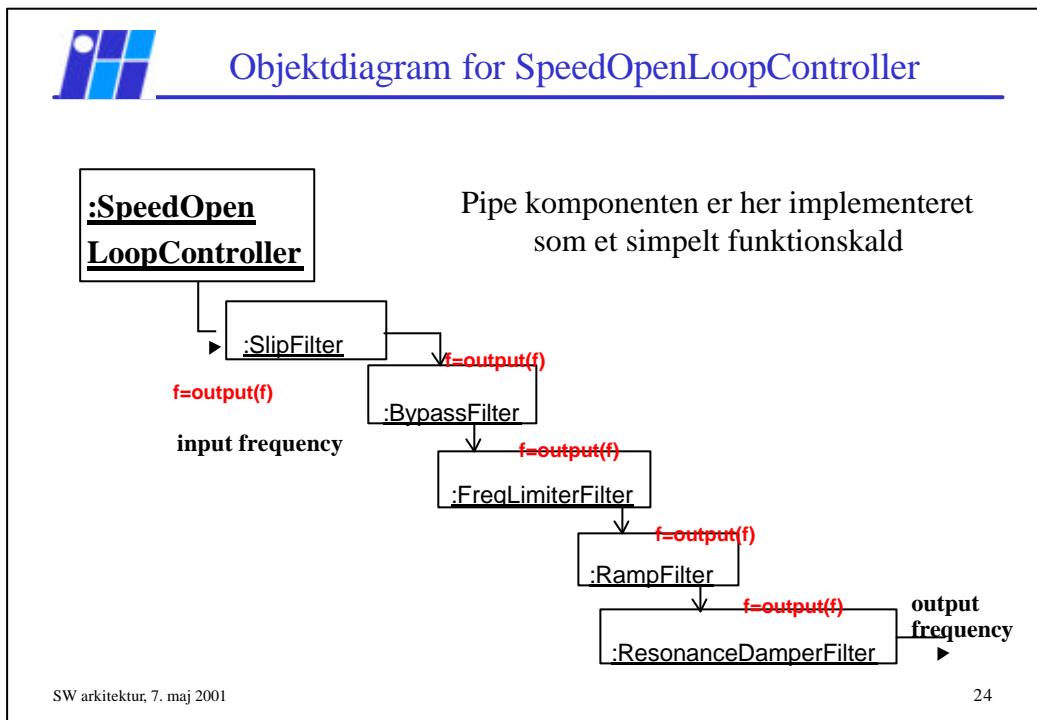 Objektdiagram for SpeedOpenLoopController
:SpeedOpen
LoopController
Pipe komponenten er her implementeret
som et simpelt funktionskald
:SlipFilter
f=output(f)
f=output(f)
:BypassFilter
input frequency
f=output(f)
:FreqLimiterFilter
f=output(f)
:RampFilter
f=output(f)
output
frequency
:ResonanceDamperFilter
SW arkitektur, 7. maj 2001
24